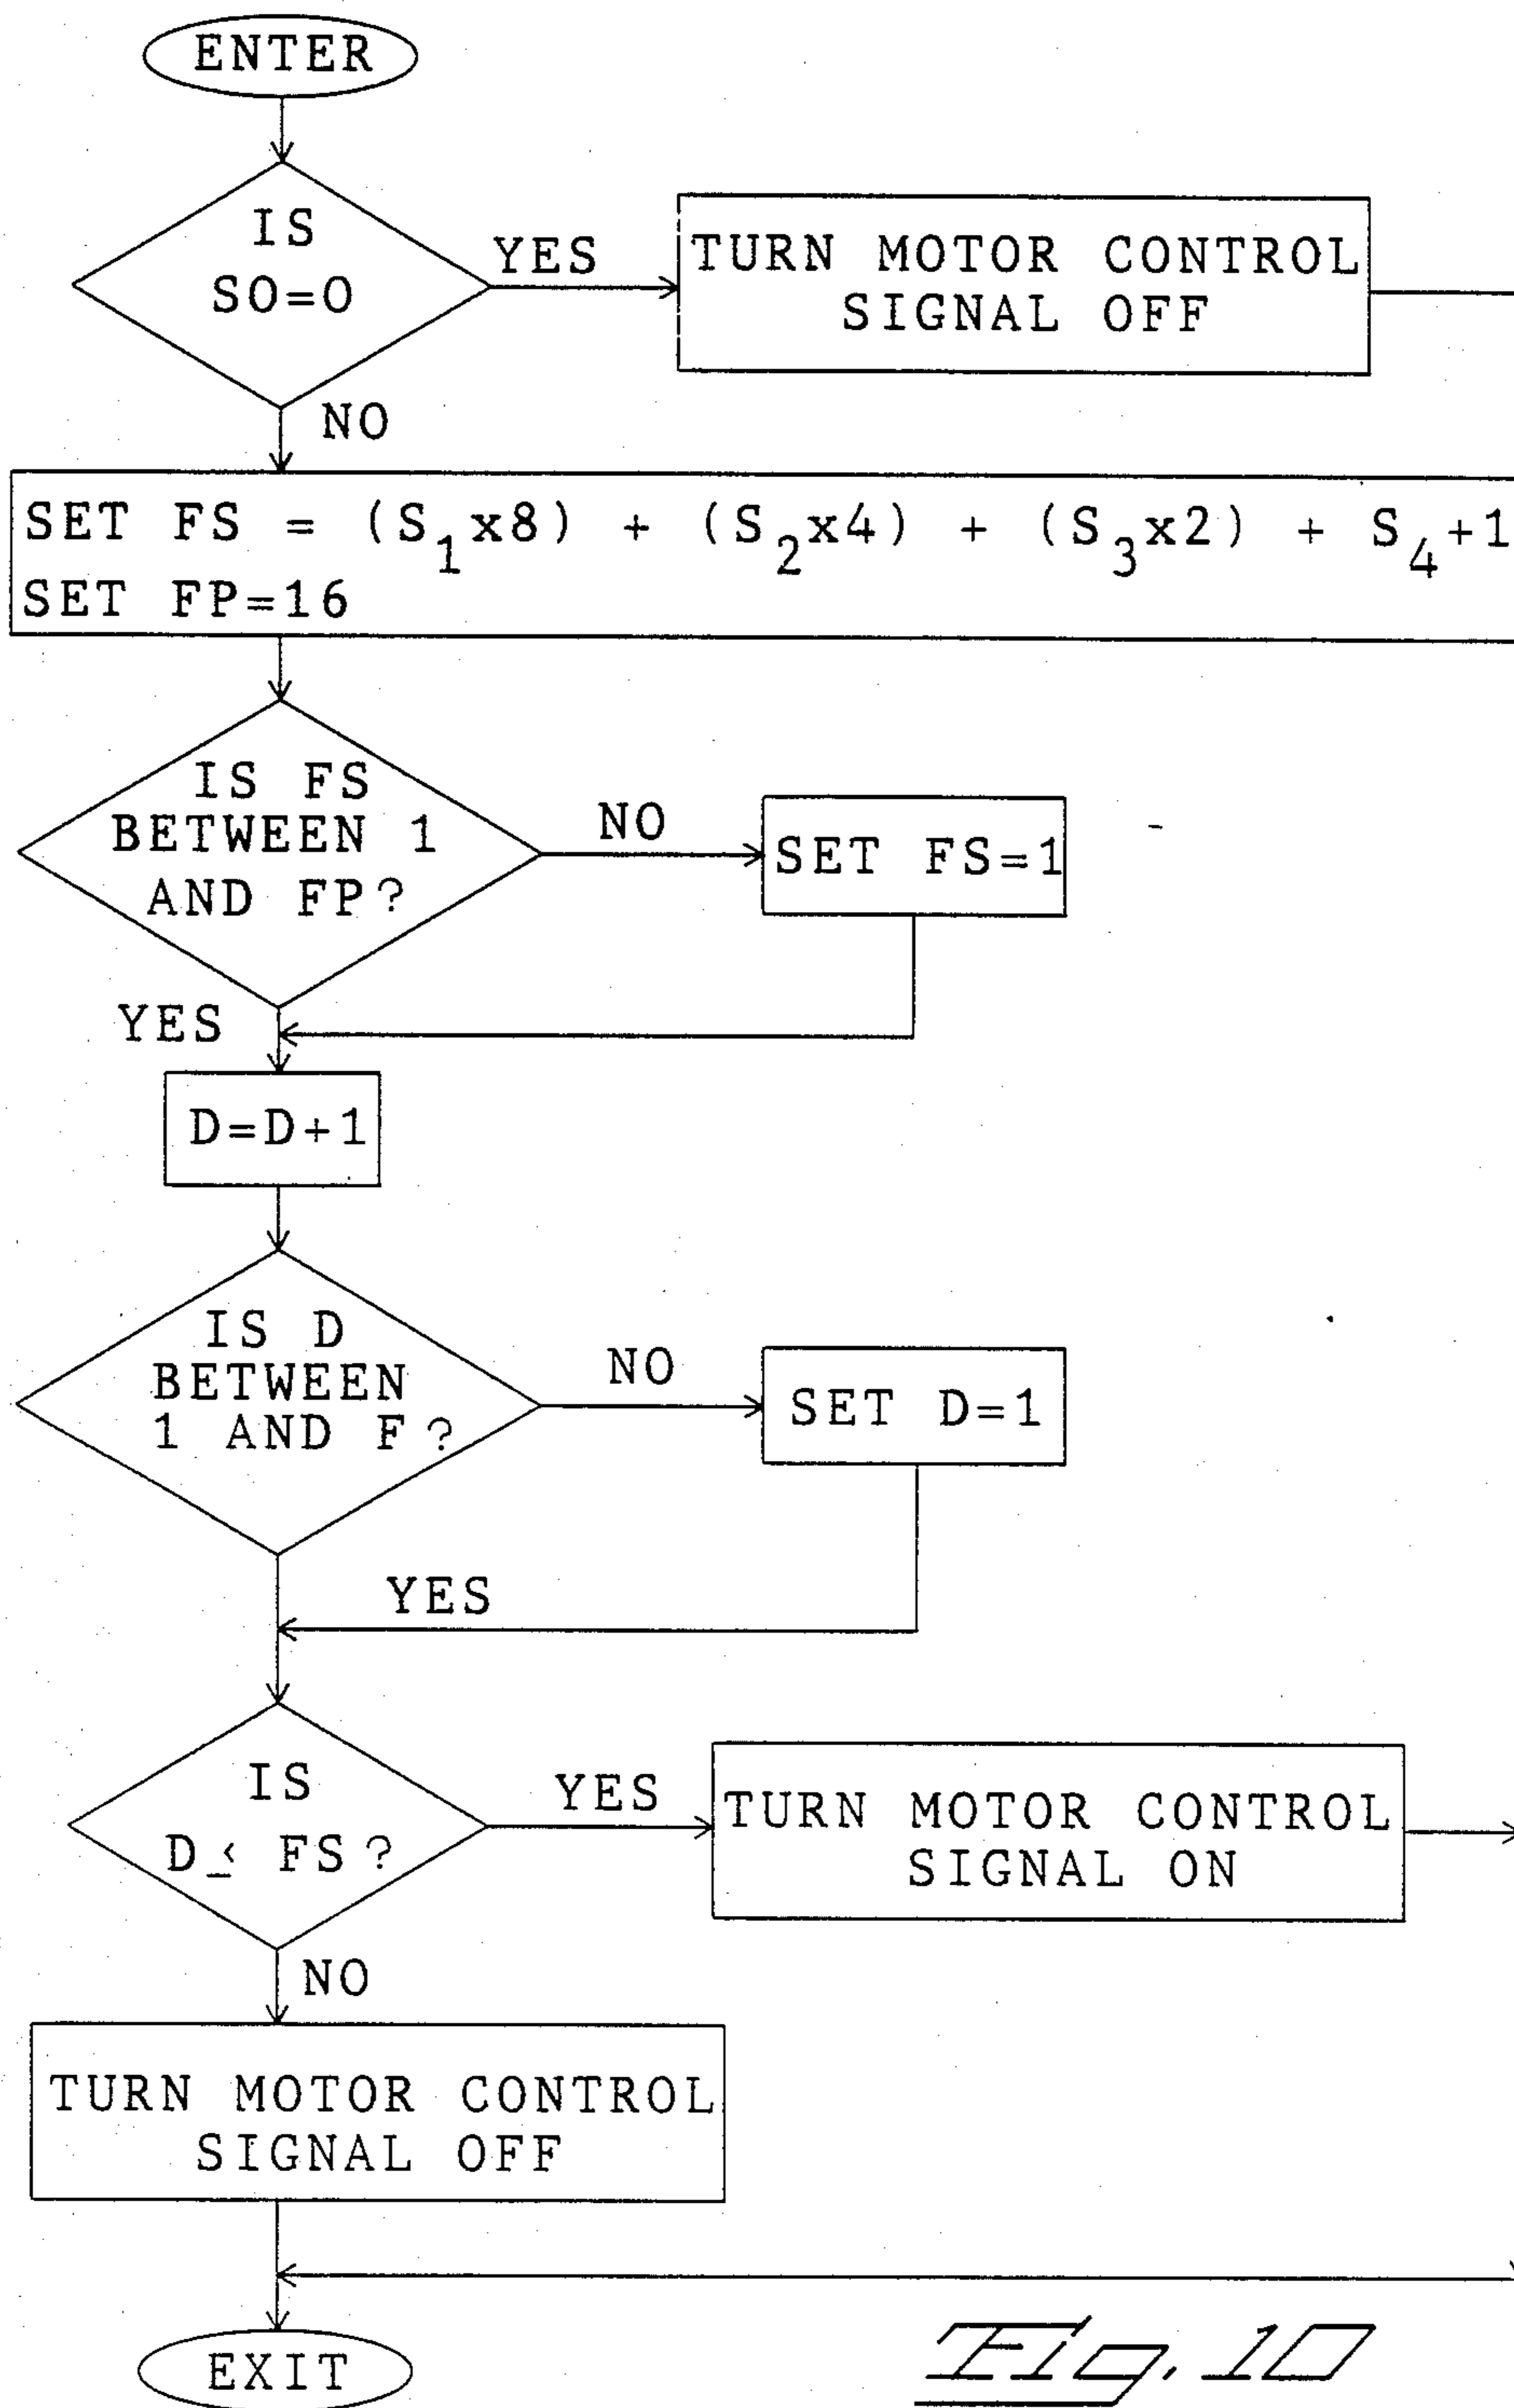 ENTER
IS
SO=0
YES
TURN MOTOR CONTROL
SIGNAL OFF
NO
SET FS = (S₁x8) + (S₂x4) + (S₃x2) + S₄+1
SET FP=16
IS FS
BETWEEN 1
AND FP?
NO
SET FS=1
YES
D=D+1
IS D
BETWEEN
1 AND F?
NO
SET D=1
YES
IS
D ≤ FS?
YES
TURN MOTOR CONTROL
SIGNAL ON
NO
TURN MOTOR CONTROL
SIGNAL OFF
EXIT
Fig. 10